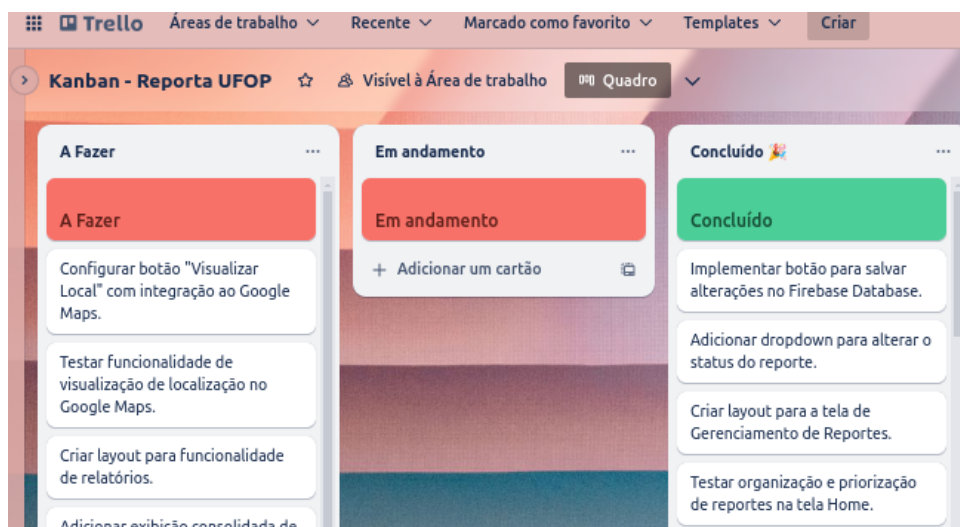 Trello Áreas de trabalho Recente Marcado como favorito Templates Criar
Kanban - Reporta UFOP Visível à Área de trabalho Quadro
A Fazer
A Fazer
Configurar botão "Visualizar
Local" com integração ao Google
Maps.
Testar funcionalidade de
visualização de localização no
Google Maps.
Criar layout para funcionalidade
de relatórios.
Adicionar exibição consolidada de
Em andamento
Em andamento
+ Adicionar um cartão
Concluído 🎉
Concluído
Implementar botão para salvar
alterações no Firebase Database.
Adicionar dropdown para alterar o
status do reporte.
Criar layout para a tela de
Gerenciamento de Reportes.
Testar organização e priorização
de reportes na tela Home.